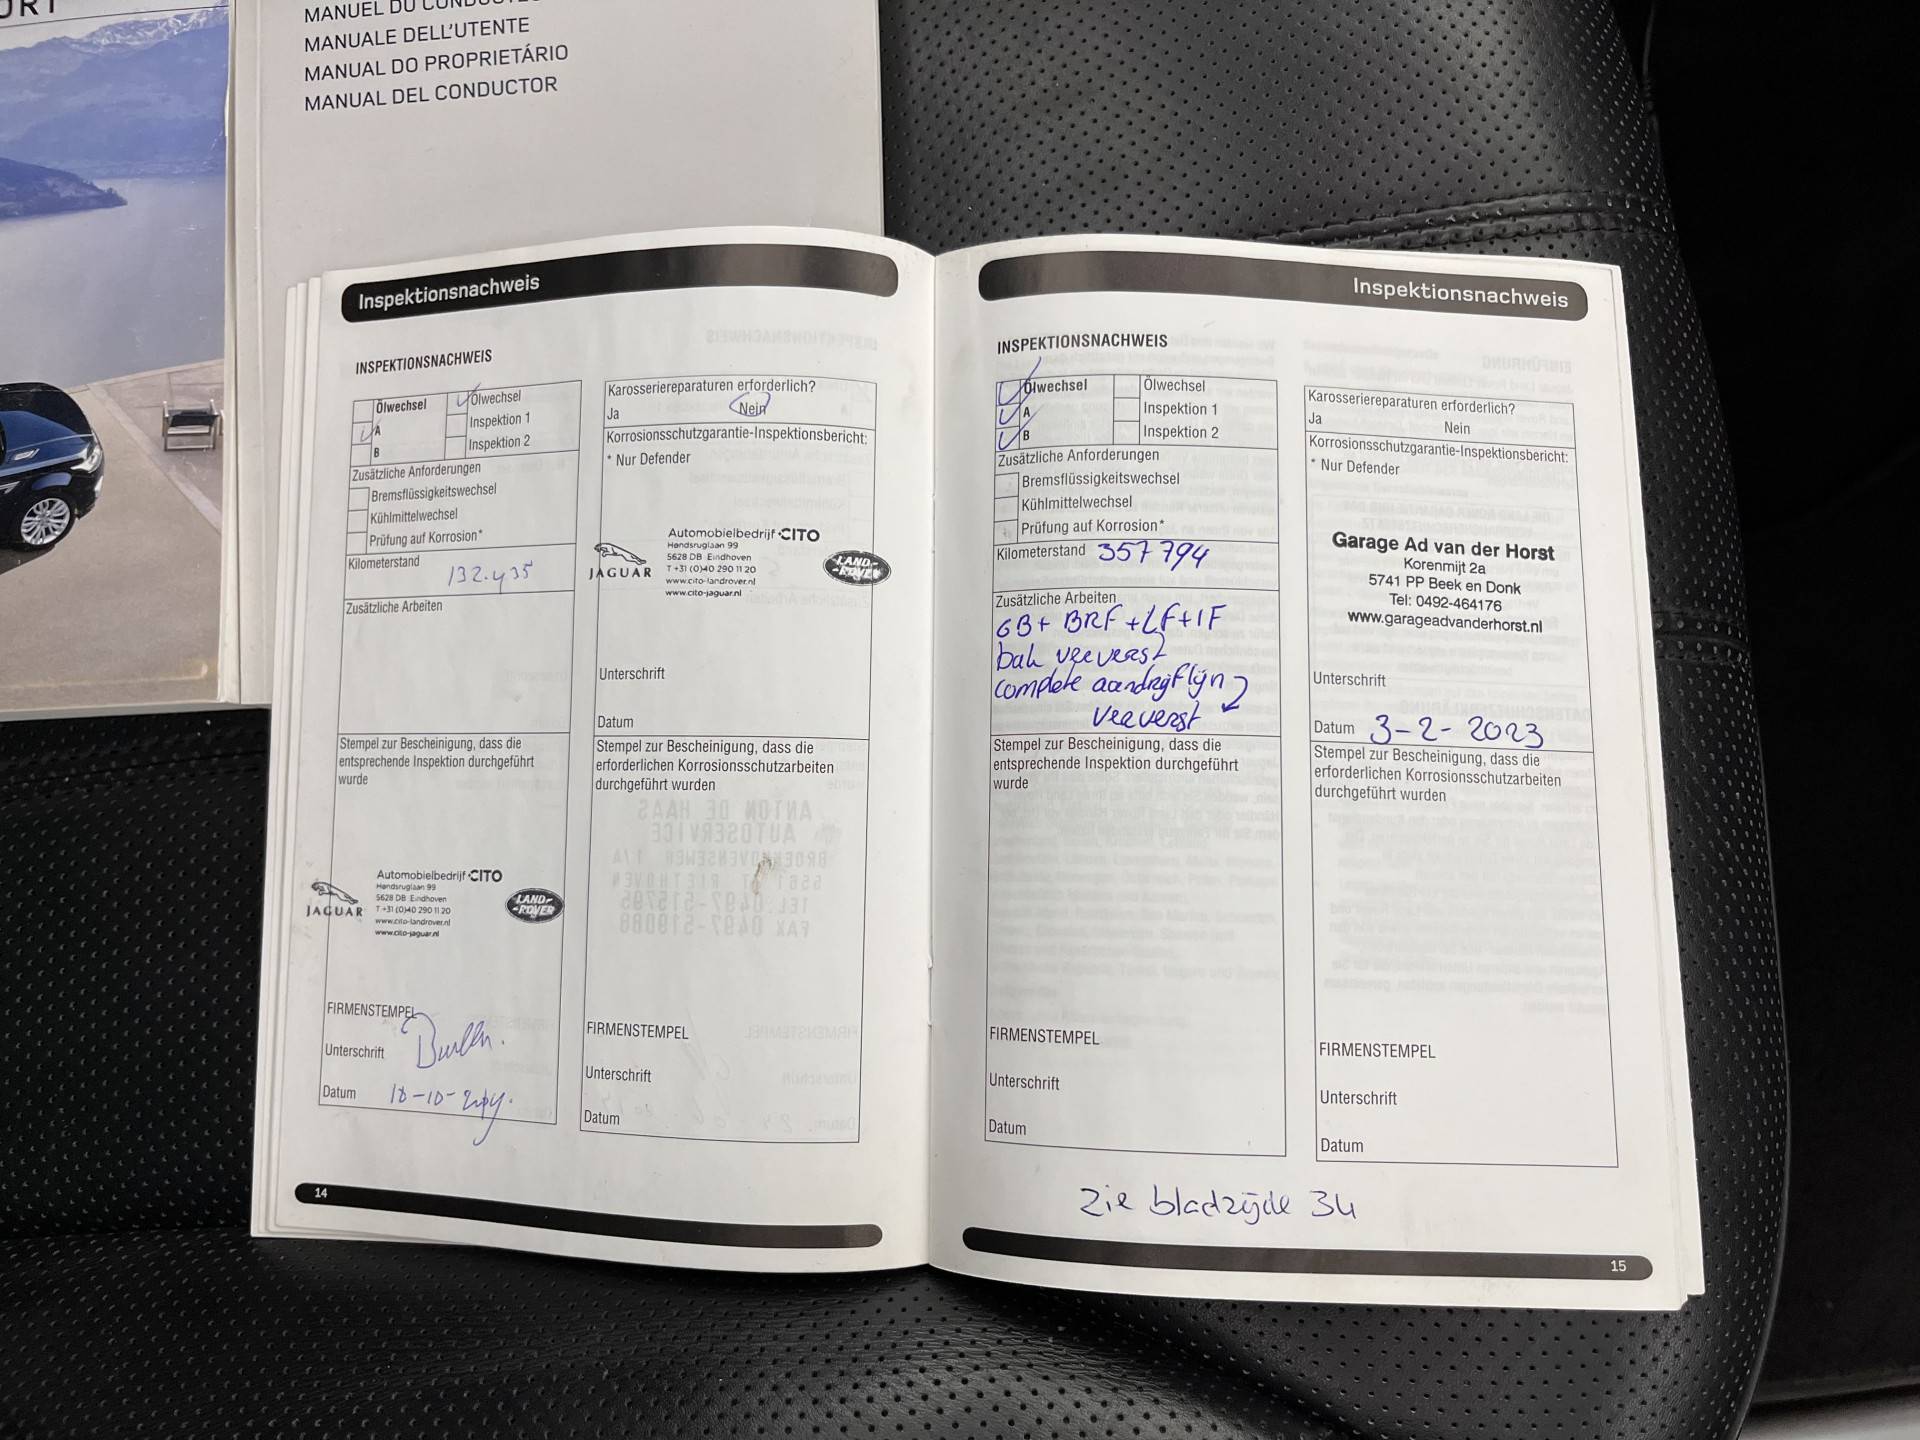 ORT
MANUEL DU CONDUCTEUR
MANUALE DELL'UTENTE
MANUAL DO PROPRIETÁRIO
MANUAL DEL CONDUCTOR
Inspektionsnachweis
INSPEKTIONSNACHWEIS
Ölwechsel
A
B
Ölwechsel
Inspektion 1
Inspektion 2
Zusätzliche Anforderungen
Bremsflüssigkeitswechsel
Kühlmittelwechsel
Prüfung auf Korrosion*
Kilometerstand 132.435
Zusätzliche Arbeiten
Stempel zur Bescheinigung, dass die
entsprechende Inspektion durchgeführt
wurde
Automobielbedrijf CITO
Hondsruglaan 99
5628 DB Eindhoven
T +31 (0)40 290 11 20
www.cito-landrover.nl
www.cito-jaguar.nl
JAGUAR
LAND-
ROVER
FIRMENSTEMPEL
Unterschrift
Datum
Karosseriereparaturen erforderlich?
Ja Nein
Korrosionsschutzgarantie-Inspektionsbericht:
* Nur Defender
Automobielbedrijf CITO
Hondsruglaan 99
5628 DB Eindhoven
T +31 (0)40 290 11 20
www.cito-landrover.nl
www.cito-jaguar.nl
JAGUAR
LAND-
ROVER
Unterschrift
Datum
Stempel zur Bescheinigung, dass die
erforderlichen Korrosionsschutzarbeiten
durchgeführt wurden
FIRMENSTEMPEL
Unterschrift
Datum
14
Inspektionsnachweis
INSPEKTIONSNACHWEIS
Ölwechsel
A
B
Ölwechsel
Inspektion 1
Inspektion 2
Zusätzliche Anforderungen
Bremsflüssigkeitswechsel
Kühlmittelwechsel
Prüfung auf Korrosion*
Kilometerstand 357794
Zusätzliche Arbeiten
GB + BRF + LF + IF
bak ververst
complete aandrijflijn
ververst
Stempel zur Bescheinigung, dass die
entsprechende Inspektion durchgeführt
wurde
FIRMENSTEMPEL
Unterschrift
Datum
Karosseriereparaturen erforderlich?
Ja Nein
Korrosionsschutzgarantie-Inspektionsbericht:
* Nur Defender
Garage Ad van der Horst
Korenmijt 2a
5741 PP Beek en Donk
Tel: 0492-464176
www.garageadvanderhorst.nl
Unterschrift
Datum 3-2-2023
Stempel zur Bescheinigung, dass die
erforderlichen Korrosionsschutzarbeiten
durchgeführt wurden
FIRMENSTEMPEL
Unterschrift
Datum
Zie bladzijde 34
15